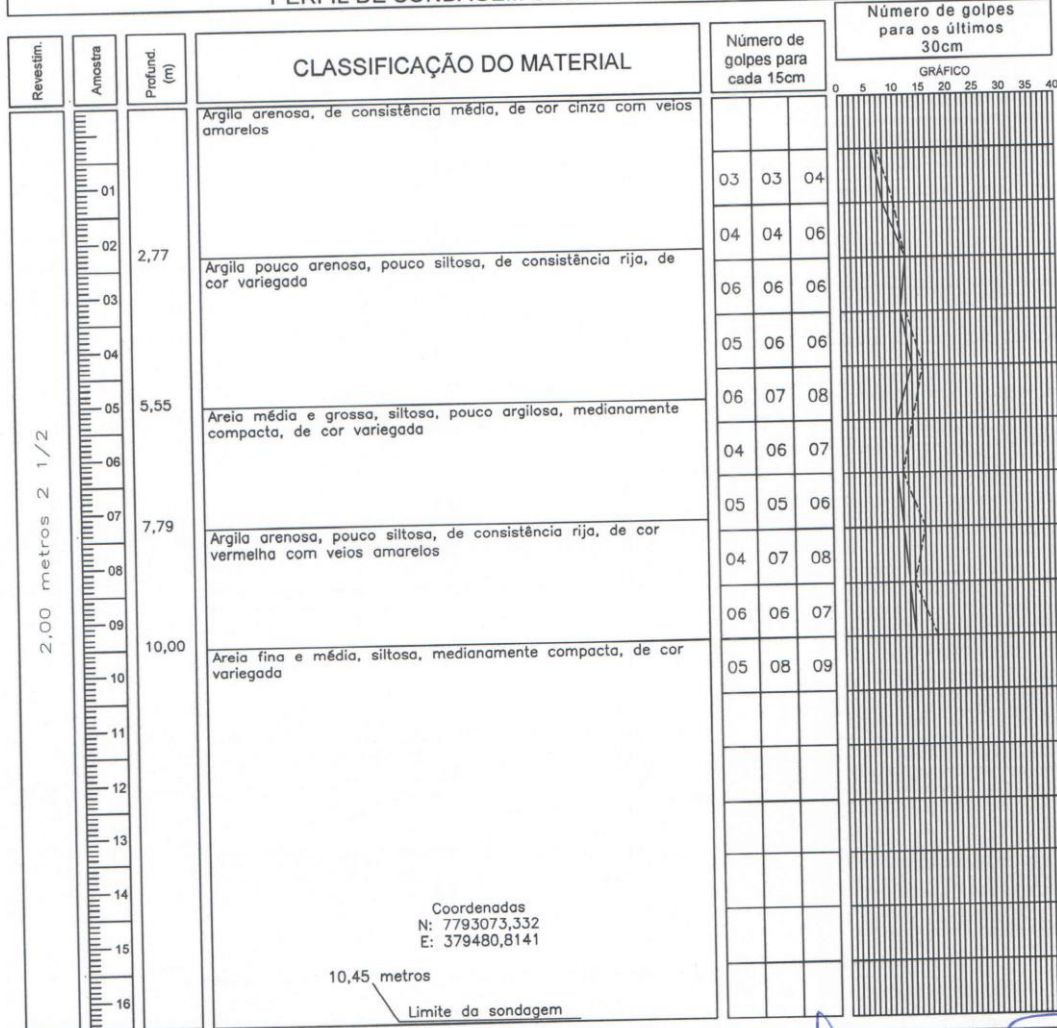 PERFIL DE SONDAGEM
Número de golpes
para os últimos
30cm
Revestim.
Amostra
Profund.
(m)
CLASSIFICAÇÃO DO MATERIAL
Número de
golpes para
cada 15cm
GRÁFICO
0 5 10 15 20 25 30 35 40
Argila arenosa, de consistência média, de cor cinza com veios
amarelos
01
03 03 04
02
04 04 06
2,77
Argila pouco arenosa, pouco siltosa, de consistência rija, de
cor variegada
03
06 06 06
04
05 06 06
05
06 07 08
5,55
Areia média e grossa, siltosa, pouco argilosa, medianamente
compacta, de cor variegada
06
04 06 07
07
05 05 06
7,79
Argila arenosa, pouco siltosa, de consistência rija, de cor
vermelha com veios amarelos
08
04 07 08
09
06 06 07
10,00
Areia fina e média, siltosa, medianamente compacta, de cor
variegada
10
05 08 09
2,00 metros 2 1/2
11
12
13
14
15
16
Coordenadas
N: 7793073,332
E: 379480,8141
10,45 metros
Limite da sondagem